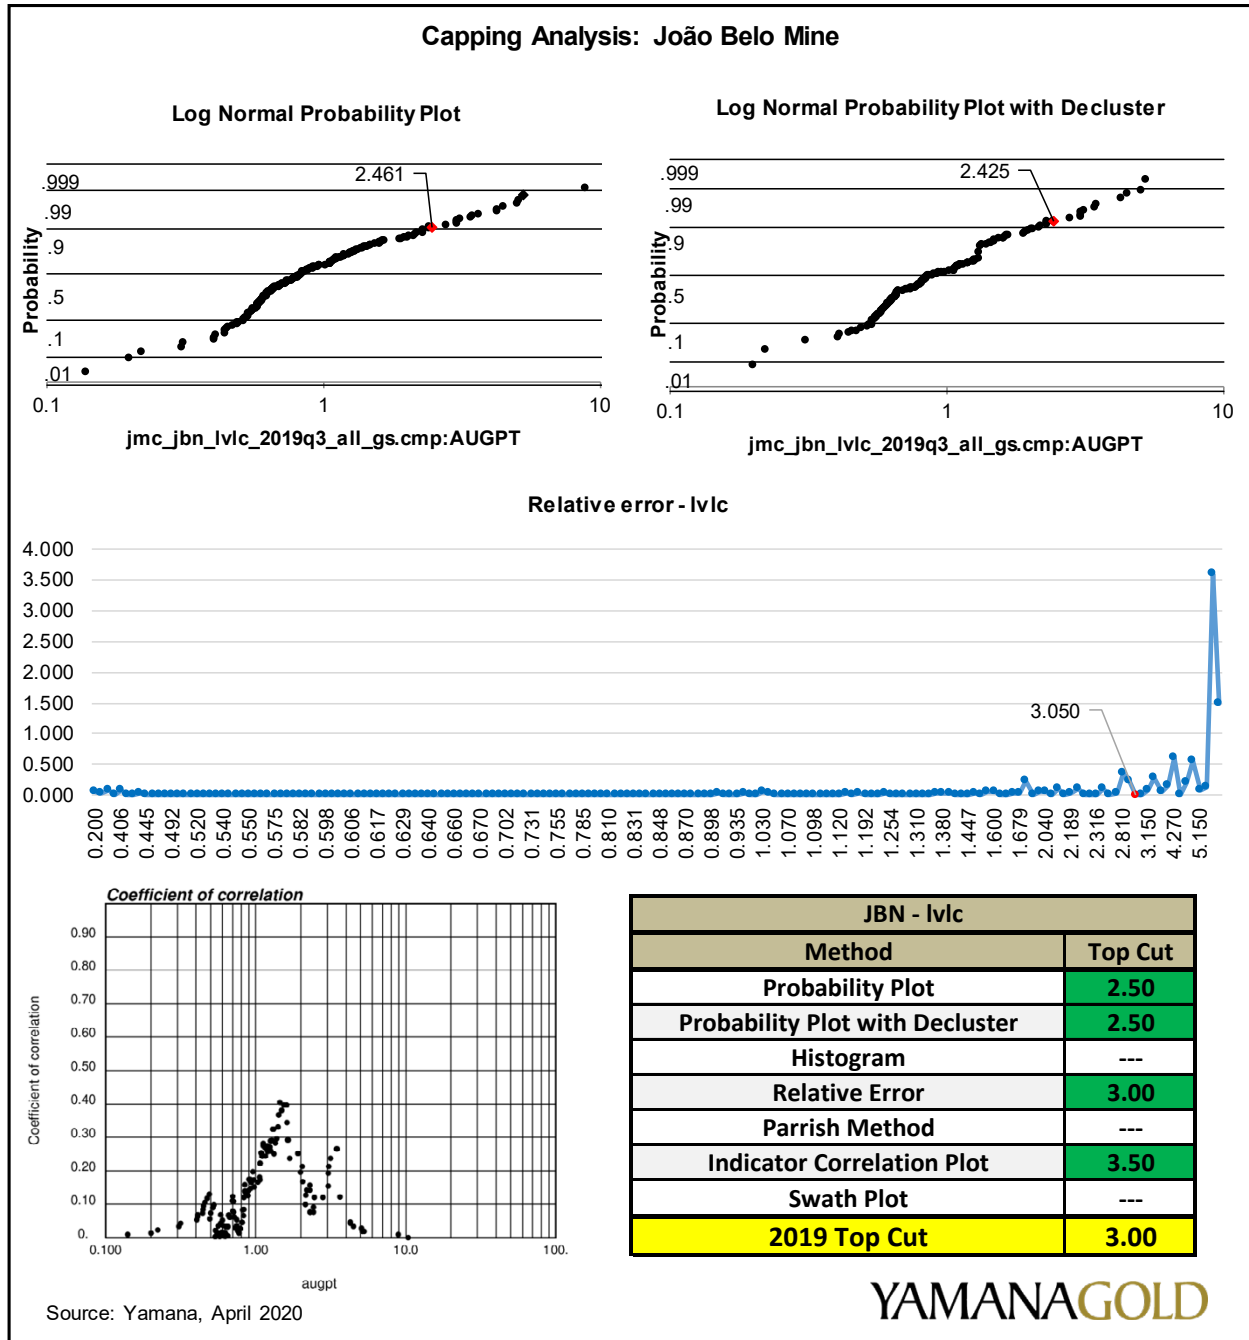 Capping Analysis: João Belo Mine
Log Normal Probability Plot
2.461
.999
.99
.9
.5
.1
.01
Probability
0.1 1 10
jmc_jbn_lvlc_2019q3_all_gs.cmp:AUGPT
Log Normal Probability Plot with Decluster
2.425
.999
.99
.9
.5
.1
.01
Probability
0.1 1 10
jmc_jbn_lvlc_2019q3_all_gs.cmp:AUGPT
Relative error - lvlc
4.000
3.500
3.000
2.500
2.000
1.500
1.000
0.500
0.000
3.050
0.200 0.406 0.445 0.492 0.520 0.540 0.550 0.575 0.582 0.598 0.606 0.617 0.629 0.640 0.660 0.670 0.702 0.731 0.785 0.810 0.831 0.848 0.870 0.898 0.935 1.030 1.070 1.098 1.120 1.192 1.254 1.310 1.380 1.447 1.600 1.679 2.040 2.189 2.316 2.810 3.150 4.270 5.150
Coefficient of correlation
0.90
0.80
0.70
0.60
0.50
0.40
0.30
0.20
0.10
0.
Coefficient of correlation
0.100 1.00 10.0 100.
augpt
JBN - lvlc
Method Top Cut
Probability Plot 2.50
Probability Plot with Decluster 2.50
Histogram ---
Relative Error 3.00
Parrish Method ---
Indicator Correlation Plot 3.50
Swath Plot ---
2019 Top Cut 3.00
Source: Yamana, April 2020
YAMANAGOLD